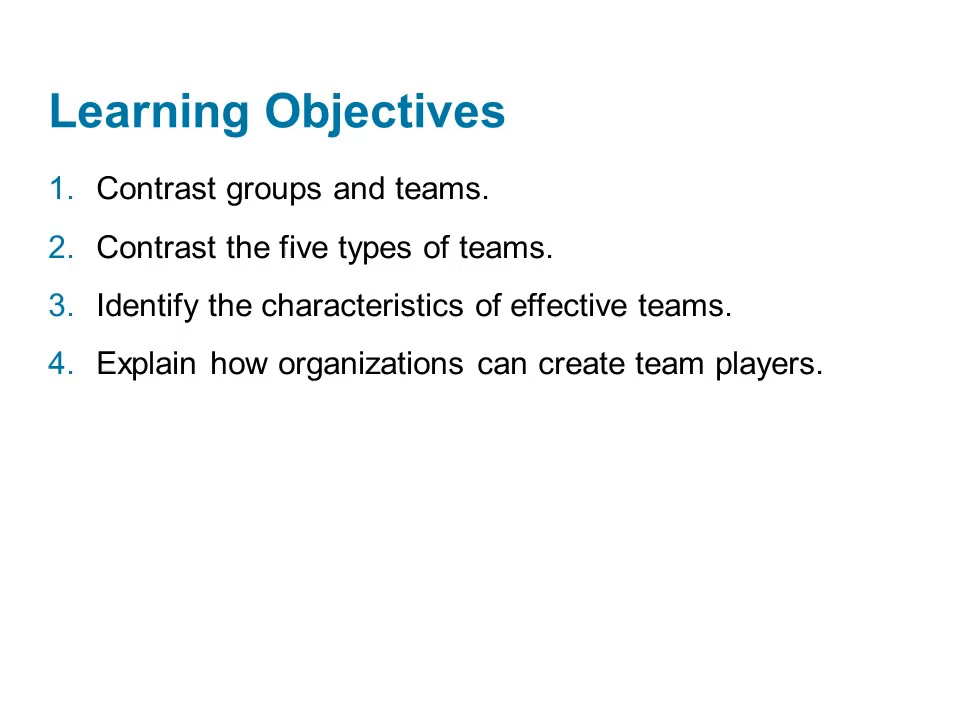 Learning Objectives
1. Contrast groups and teams.
2. Contrast the five types of teams.
3. Identify the characteristics of effective teams.
4. Explain how organizations can create team players.